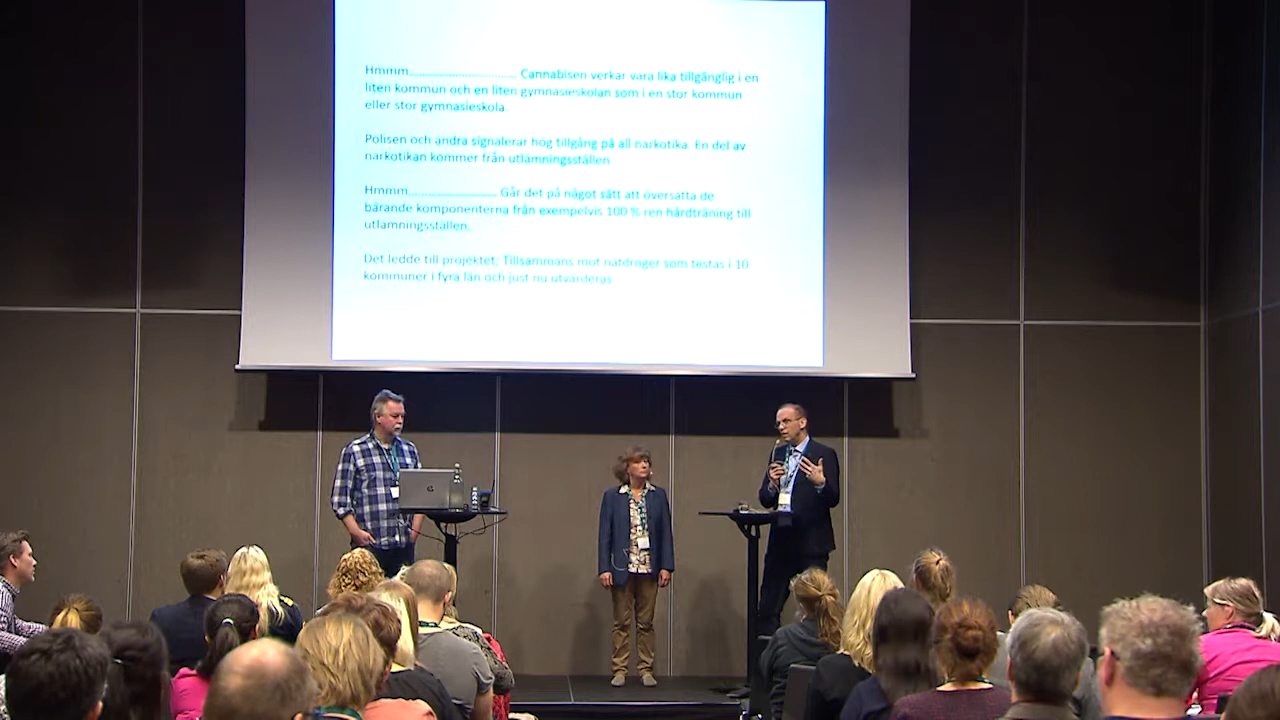 Hmmm.................................... Cannabisen verkar vara lika tillgänglig i en
liten kommun och en liten gymnasieskolan som i en stor kommun
eller stor gymnasieskola.
Polisen och andra signalerar hög tillgång på all narkotika. En del av
narkotikan kommer från utlämningsställen
Hmmm............................. Går det på något sätt att översätta de
bärande komponenterna från exempelvis 100 % ren hårdträning till
utlämningsställen.
Det ledde till projektet: Tillsammans mot nätdroger som testas i 10
kommuner i fyra län och just nu utvärderas